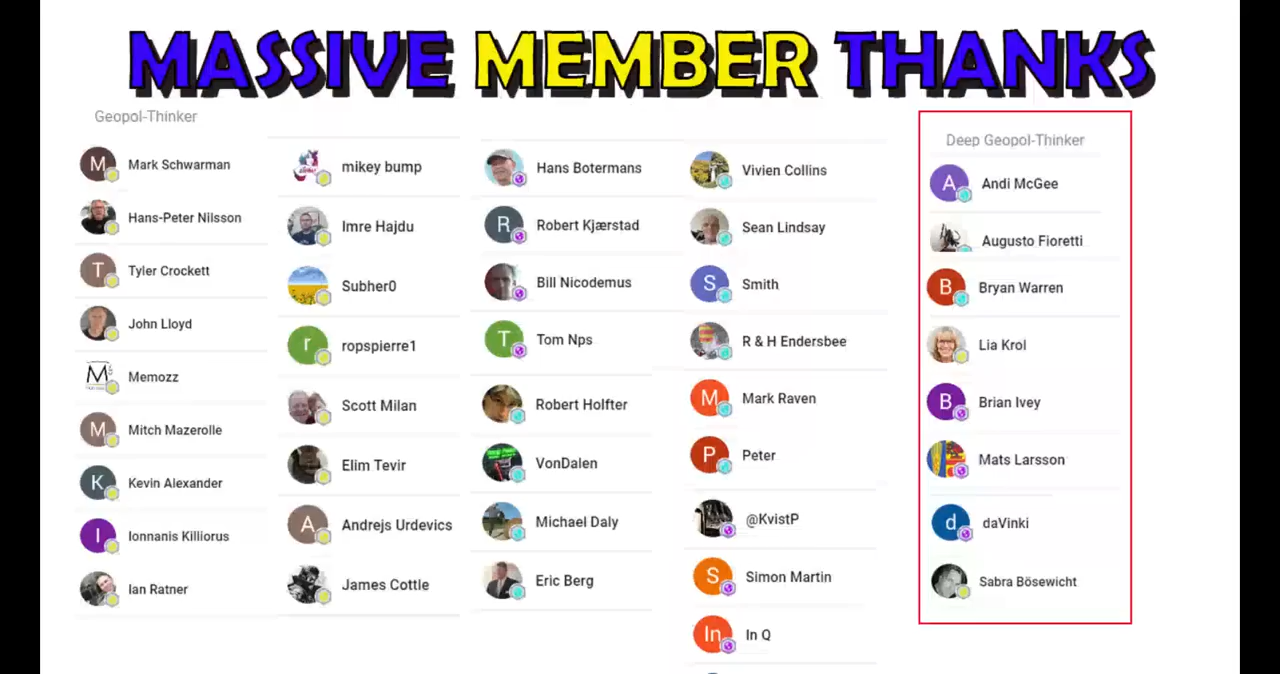 MASSIVE MEMBER THANKS
Geopol-Thinker
M Mark Schwarman
Hans-Peter Nilsson
T Tyler Crockett
John Lloyd
M Memozz
M Mitch Mazerolle
K Kevin Alexander
I Ionnanis Killiorus
Ian Ratner
mikey bump
Imre Hajdu
Subher0
r ropspierre1
Scott Milan
Elim Tevir
A Andrejs Urdevics
James Cottle
Hans Botermans
R Robert Kjærstad
Bill Nicodemus
T Tom Nps
Robert Holfter
VonDalen
Michael Daly
Eric Berg
Vivien Collins
Sean Lindsay
S Smith
R & H Endersbee
M Mark Raven
P Peter
@KvistP
S Simon Martin
In In Q
Deep Geopol-Thinker
A Andi McGee
Augusto Fioretti
B Bryan Warren
Lia Krol
B Brian Ivey
Mats Larsson
d daVinki
Sabra Bösewicht